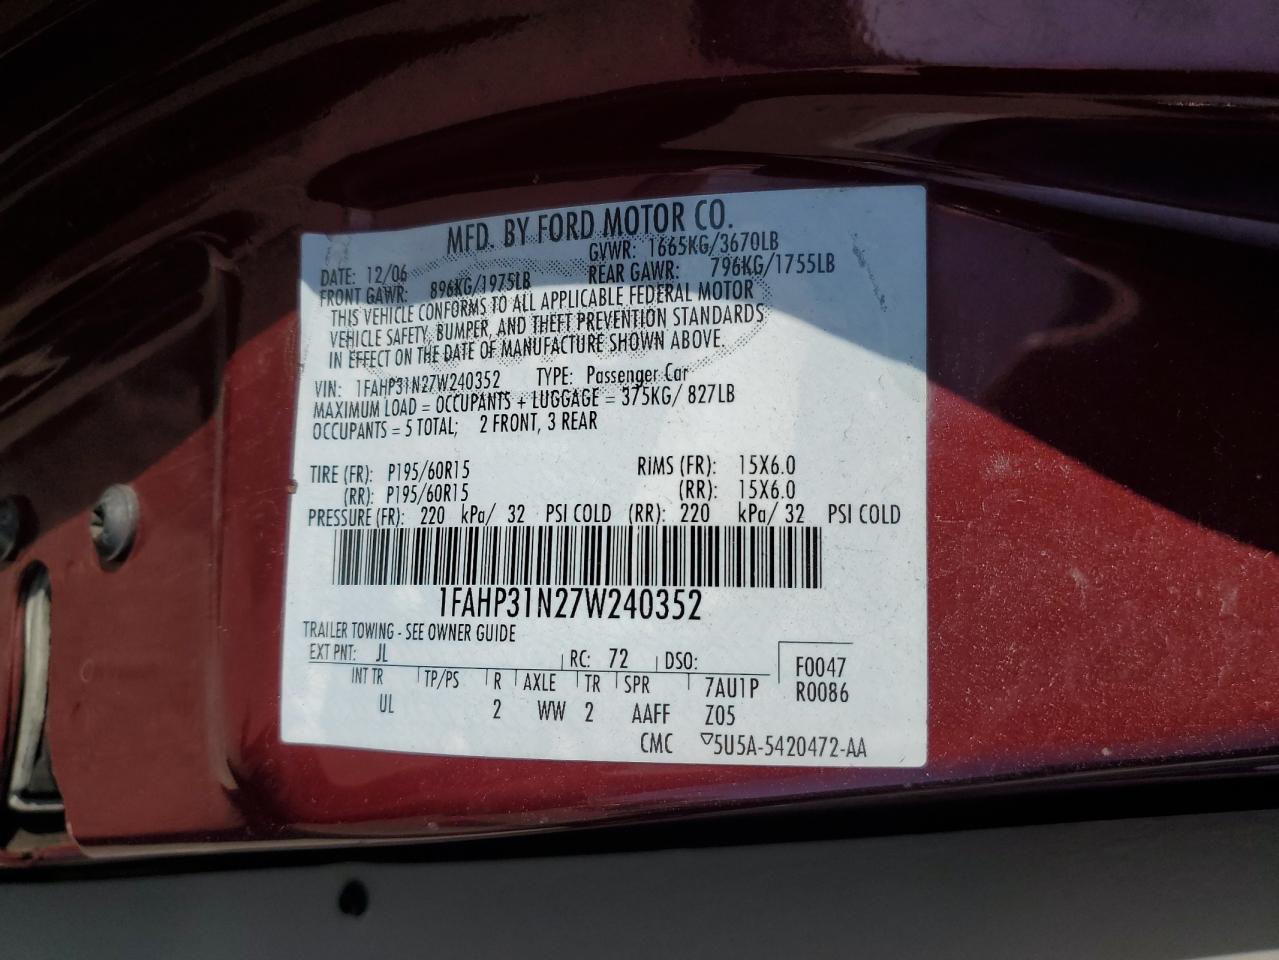 MFD. BY FORD MOTOR CO.
DATE: 12/06 GVWR: 1665KG/3670LB
FRONT GAWR: 896KG/1975LB REAR GAWR: 796KG/1755LB
THIS VEHICLE CONFORMS TO ALL APPLICABLE FEDERAL MOTOR
VEHICLE SAFETY, BUMPER, AND THEFT PREVENTION STANDARDS
IN EFFECT ON THE DATE OF MANUFACTURE SHOWN ABOVE.
VIN: 1FAHP31N27W240352 TYPE: Passenger Car
MAXIMUM LOAD = OCCUPANTS + LUGGAGE = 375KG/ 827LB
OCCUPANTS = 5 TOTAL; 2 FRONT, 3 REAR
TIRE (FR): P195/60R15 RIMS (FR): 15X6.0
(RR): P195/60R15 (RR): 15X6.0
PRESSURE (FR): 220 kPa/ 32 PSI COLD (RR): 220 kPa/ 32 PSI COLD
1FAHP31N27W240352
TRAILER TOWING - SEE OWNER GUIDE
EXT PNT: JL RC: 72 DSO: F0047
INT TR TP/PS R AXLE TR SPR 7AU1P R0086
UL 2 WW 2 AAFF Z05
CMC ▽5U5A-5420472-AA